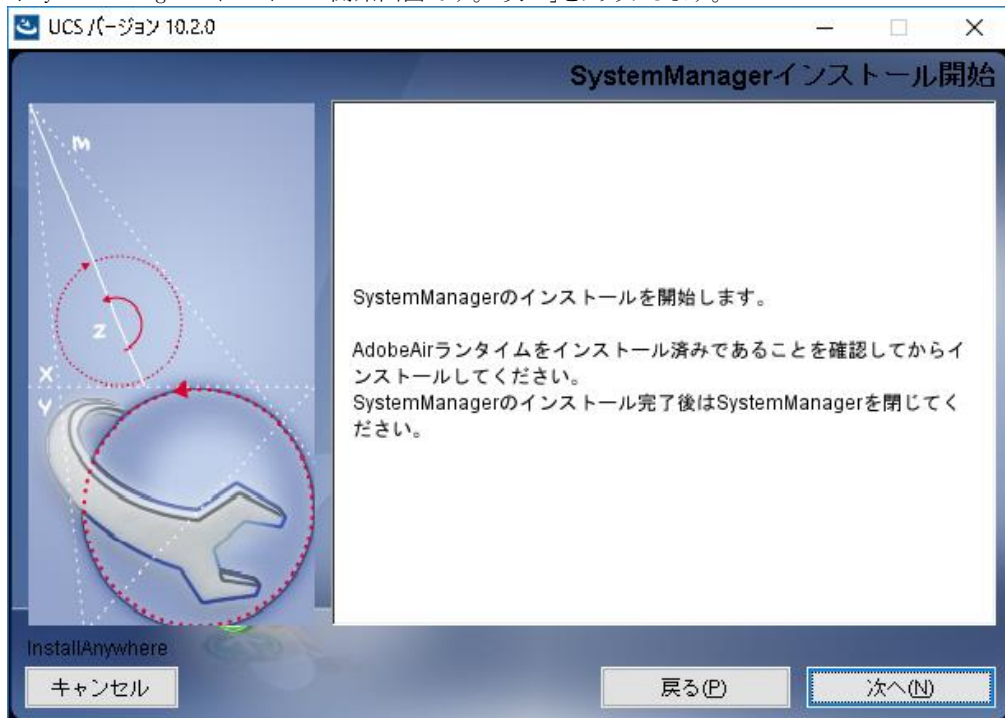 UCS バージョン 10.2.0
SystemManagerインストール開始
M
Z
X
Y
SystemManagerのインストールを開始します。
AdobeAirランタイムをインストール済みであることを確認してからイ
ンストールしてください。
SystemManagerのインストール完了後はSystemManagerを閉じてく
ださい。
InstallAnywhere
キャンセル
戻る(P)
次へ(N)